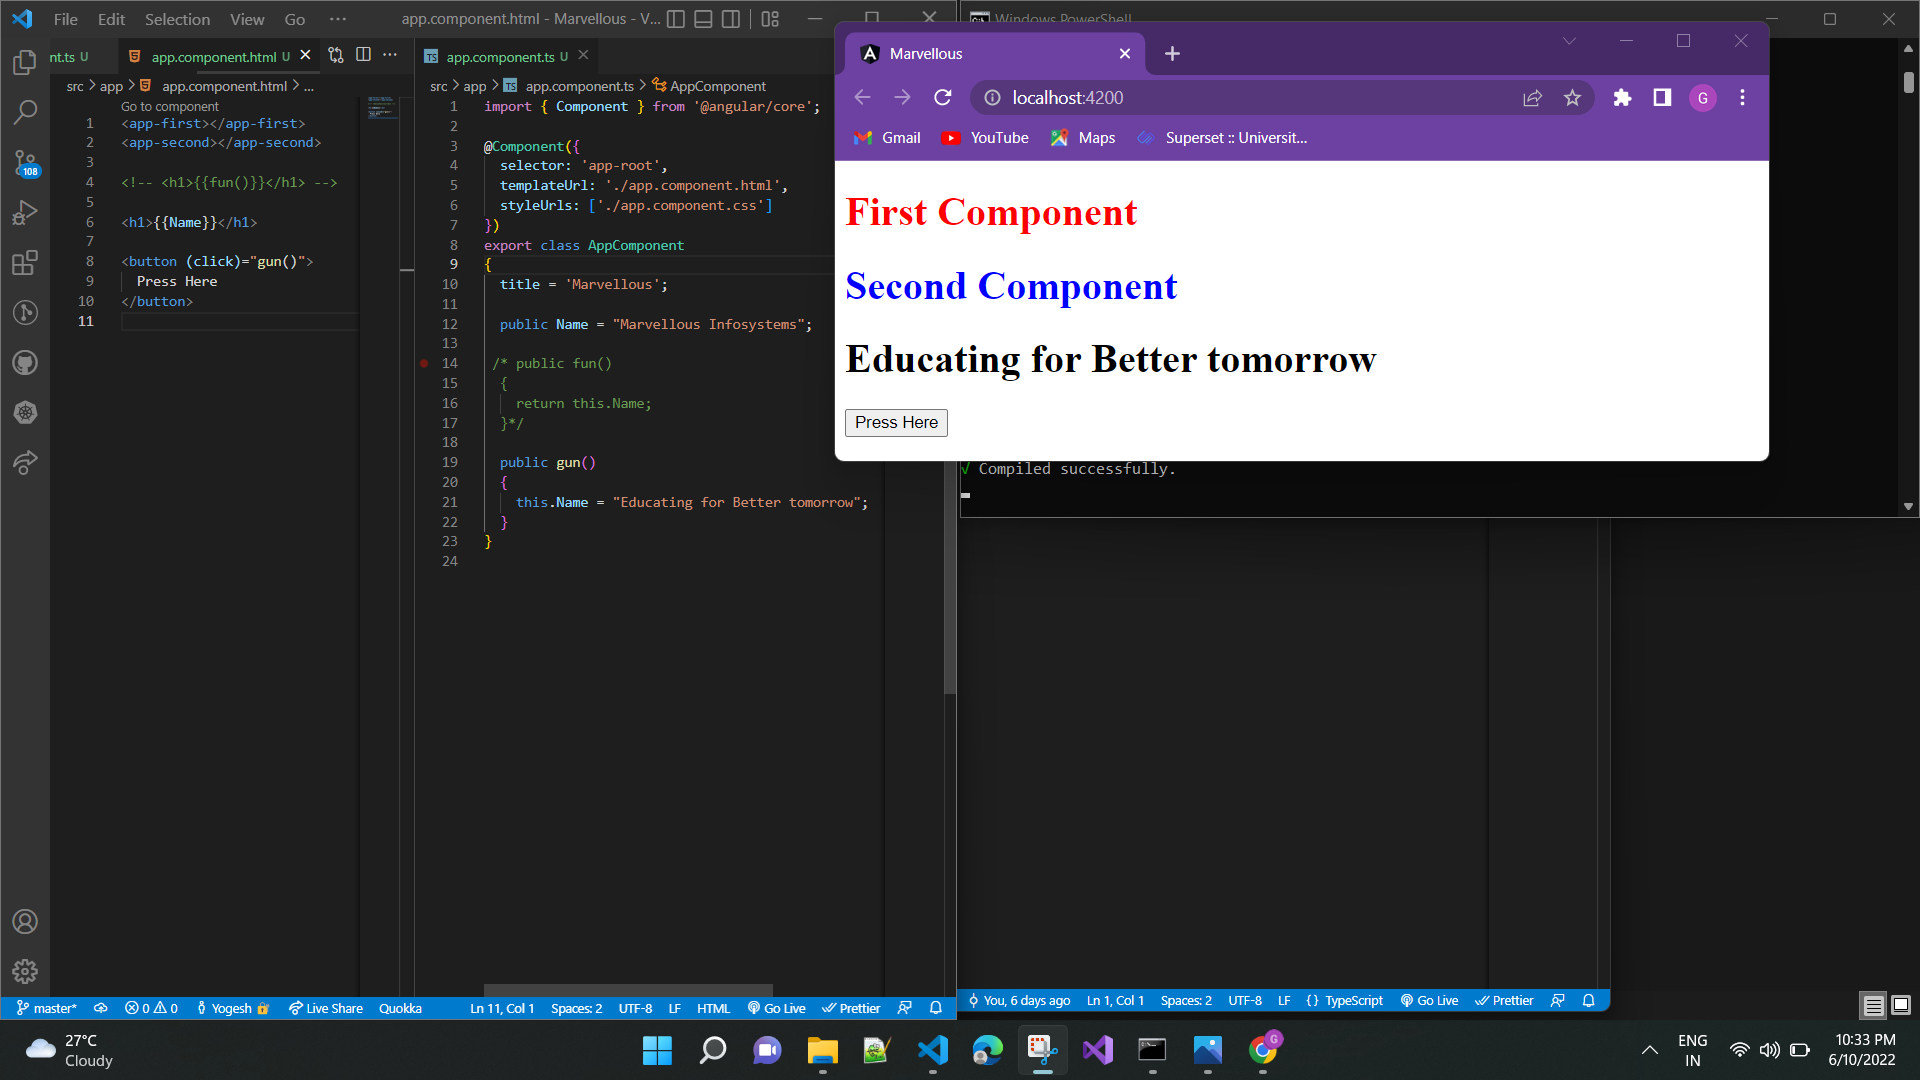 File Edit Selection View Go ··· app.component.html - Marvellous - V...
nt.ts U app.component.html U
src > app > app.component.html > ...
Go to component
1 <app-first></app-first>
2 <app-second></app-second>
3
4 <!-- <h1>{{fun()}}</h1> -->
5
6 <h1>{{Name}}</h1>
7
8 <button (click)="gun()">
9 Press Here
10 </button>
11
108
app.component.ts U
src > app > TS app.component.ts > AppComponent
1 import { Component } from '@angular/core';
2
3 @Component({
4 selector: 'app-root',
5 templateUrl: './app.component.html',
6 styleUrls: ['./app.component.css']
7 })
8 export class AppComponent
9 {
10 title = 'Marvellous';
11
12 public Name = "Marvellous Infosystems";
13
14 /* public fun()
15 {
16 return this.Name;
17 }*/
18
19 public gun()
20 {
21 this.Name = "Educating for Better tomorrow";
22 }
23 }
24
master* 0 0 Yogesh Live Share Quokka Ln 11, Col 1 Spaces: 2 UTF-8 LF HTML Go Live Prettier
Windows PowerShell
Marvellous
localhost:4200 G
Gmail YouTube Maps Superset :: Universit...
First Component
Second Component
Educating for Better tomorrow
Press Here
√ Compiled successfully.
You, 6 days ago Ln 1, Col 1 Spaces: 2 UTF-8 LF {} TypeScript Go Live Prettier
27°C
Cloudy
G
ENG
IN
10:33 PM
6/10/2022